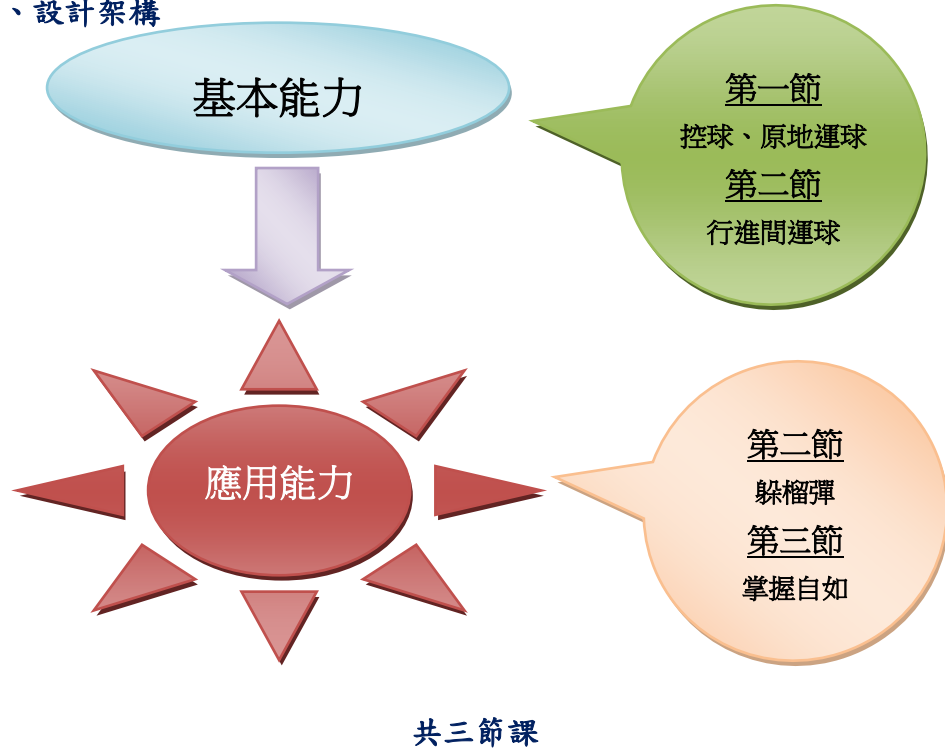 、設計架構
基本能力
第一節
控球、原地運球
第二節
行進間運球
應用能力
第二節
躲榴彈
第三節
掌握自如
共三節課